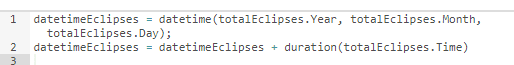 1 datetimeEclipses = datetime(totalEclipses.Year, totalEclipses.Month,
totalEclipses.Day);
2 datetimeEclipses = datetimeEclipses + duration(totalEclipses.Time)
3